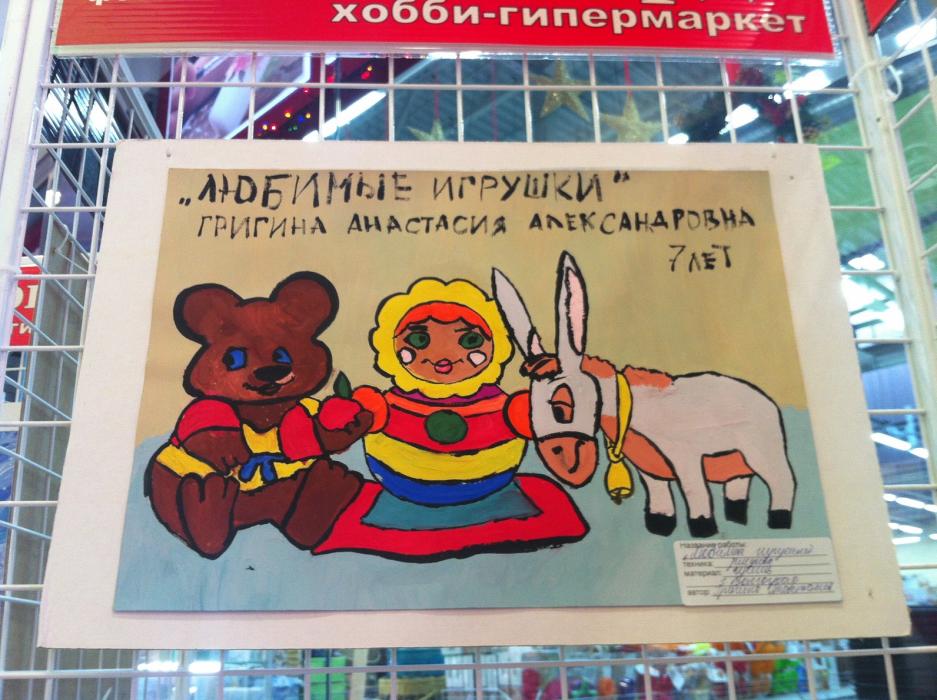 хобби-гипермаркет
„ЛЮБИМЫЕ ИГРУШКИ"
ГРИГИНА АНАСТАСИЯ АЛЕКСАНДРОВНА
7 ЛЕТ
Название работы:
техника:
материал:
автор: